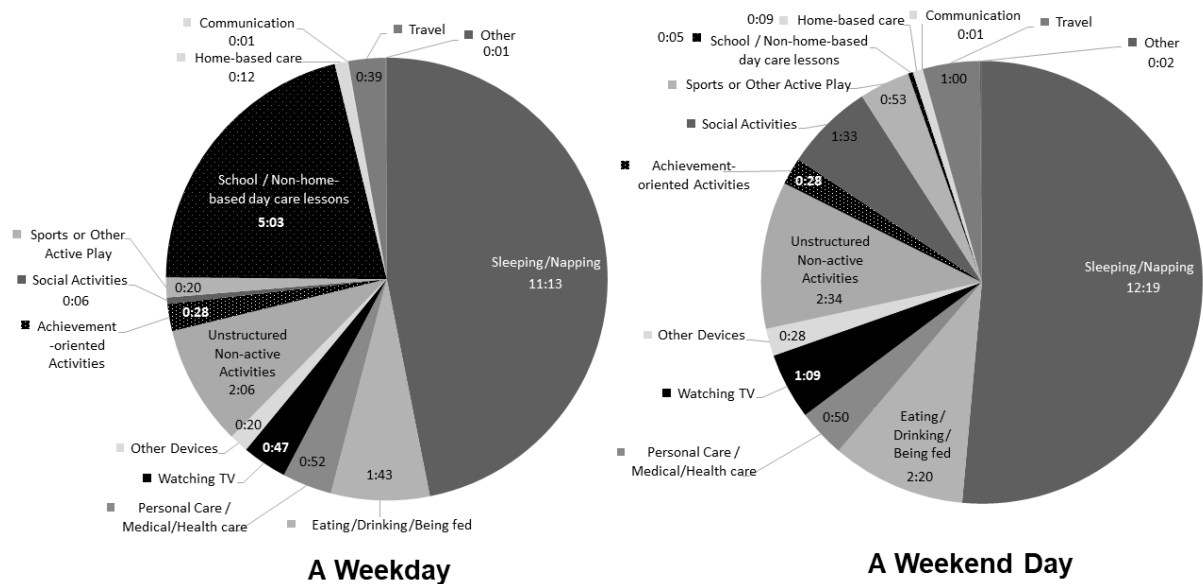 Communication
0:01
Home-based care
0:12
Travel
0:39
Other
0:01
School / Non-home-
based day care lessons
5:03
Sleeping/Napping
11:13
Sports or Other
Active Play
0:20
Social Activities
0:06
0:28
Achievement
-oriented
Activities
Unstructured
Non-active
Activities
2:06
0:20
Other Devices
0:47
Watching TV
0:52
Personal Care /
Medical/Health care
1:43
Eating/Drinking/Being fed
A Weekday
0:09
Home-based care
Communication
0:01
Travel
1:00
Other
0:02
0:05
School / Non-home-based
day care lessons
Sports or Other Active Play
0:53
Social Activities
1:33
Achievement-
oriented Activities
0:28
Unstructured
Non-active
Activities
2:34
Sleeping/Napping
12:19
Other Devices
0:28
Watching TV
1:09
Personal Care /
Medical/Health care
0:50
Eating/
Drinking/
Being fed
2:20
A Weekend Day